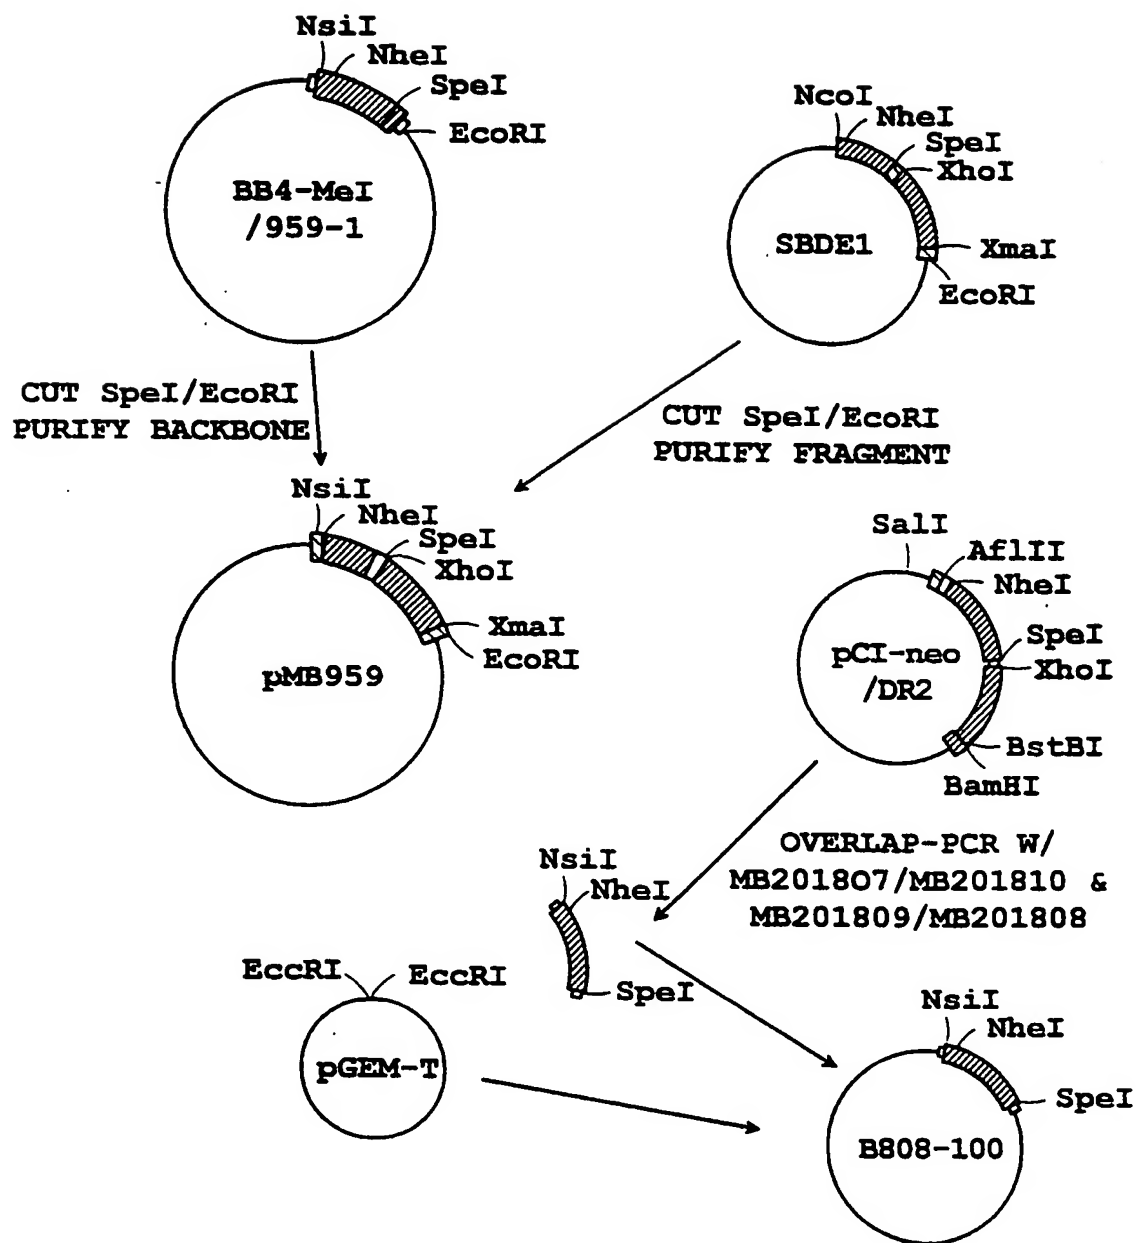 NsiI
NheI
SpeI
EcoRI
BB4-MeI
/959-1
NcoI
NheI
SpeI
XhoI
SBDE1
XmaI
EcoRI
CUT SpeI/EcoRI
PURIFY BACKBONE
CUT SpeI/EcoRI
PURIFY FRAGMENT
NsiI
NheI
SpeI
XhoI
XmaI
EcoRI
pMB959
SalI
AflII
NheI
SpeI
XhoI
pCI-neo
/DR2
BstBI
BamHI
OVERLAP-PCR W/
MB201807/MB201810 &
MB201809/MB201808
NsiI
NheI
SpeI
EccRI
EccRI
pGEM-T
NsiI
NheI
SpeI
B808-100